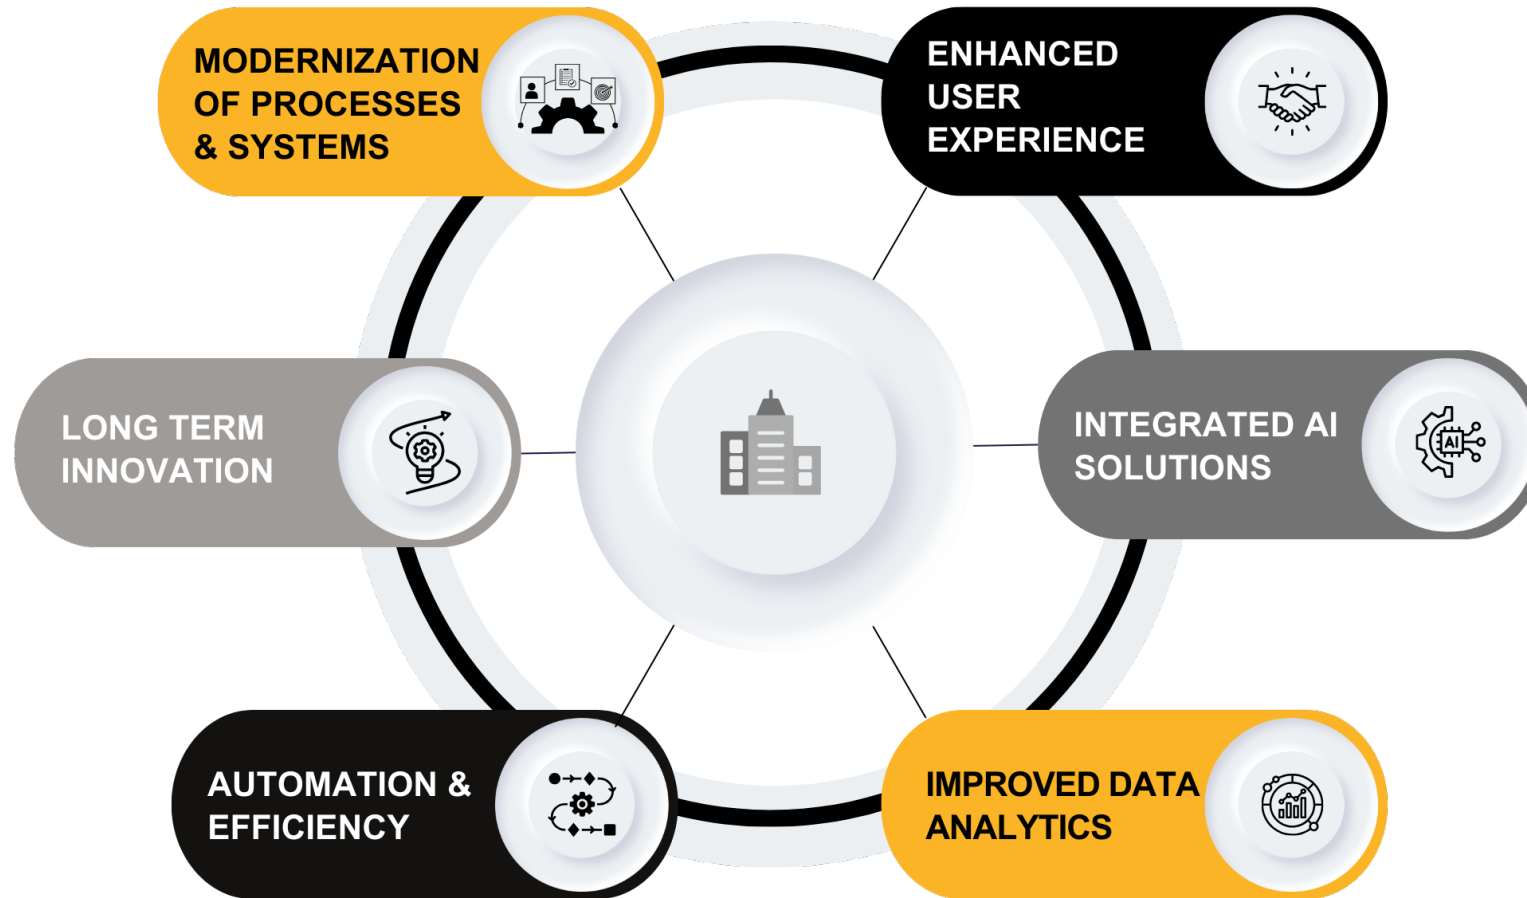 MODERNIZATION
OF PROCESSES
& SYSTEMS
ENHANCED
USER
EXPERIENCE
LONG TERM
INNOVATION
INTEGRATED AI
SOLUTIONS
AI
AUTOMATION &
EFFICIENCY
IMPROVED DATA
ANALYTICS